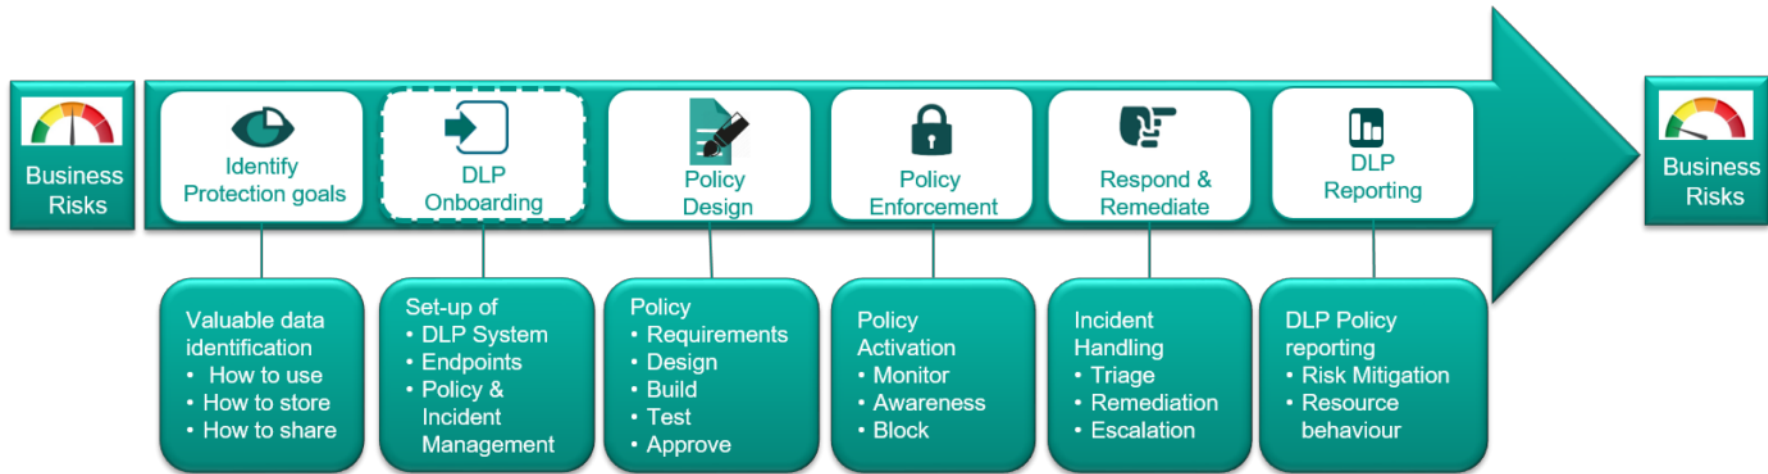 Business
Risks
Identify
Protection goals
DLP
Onboarding
Policy
Design
Policy
Enforcement
Respond &
Remediate
DLP
Reporting
Business
Risks
Valuable data
identification
• How to use
• How to store
• How to share
Set-up of
• DLP System
• Endpoints
• Policy &
Incident
Management
Policy
• Requirements
• Design
• Build
• Test
• Approve
Policy
Activation
• Monitor
• Awareness
• Block
Incident
Handling
• Triage
• Remediation
• Escalation
DLP Policy
reporting
• Risk Mitigation
• Resource
behaviour